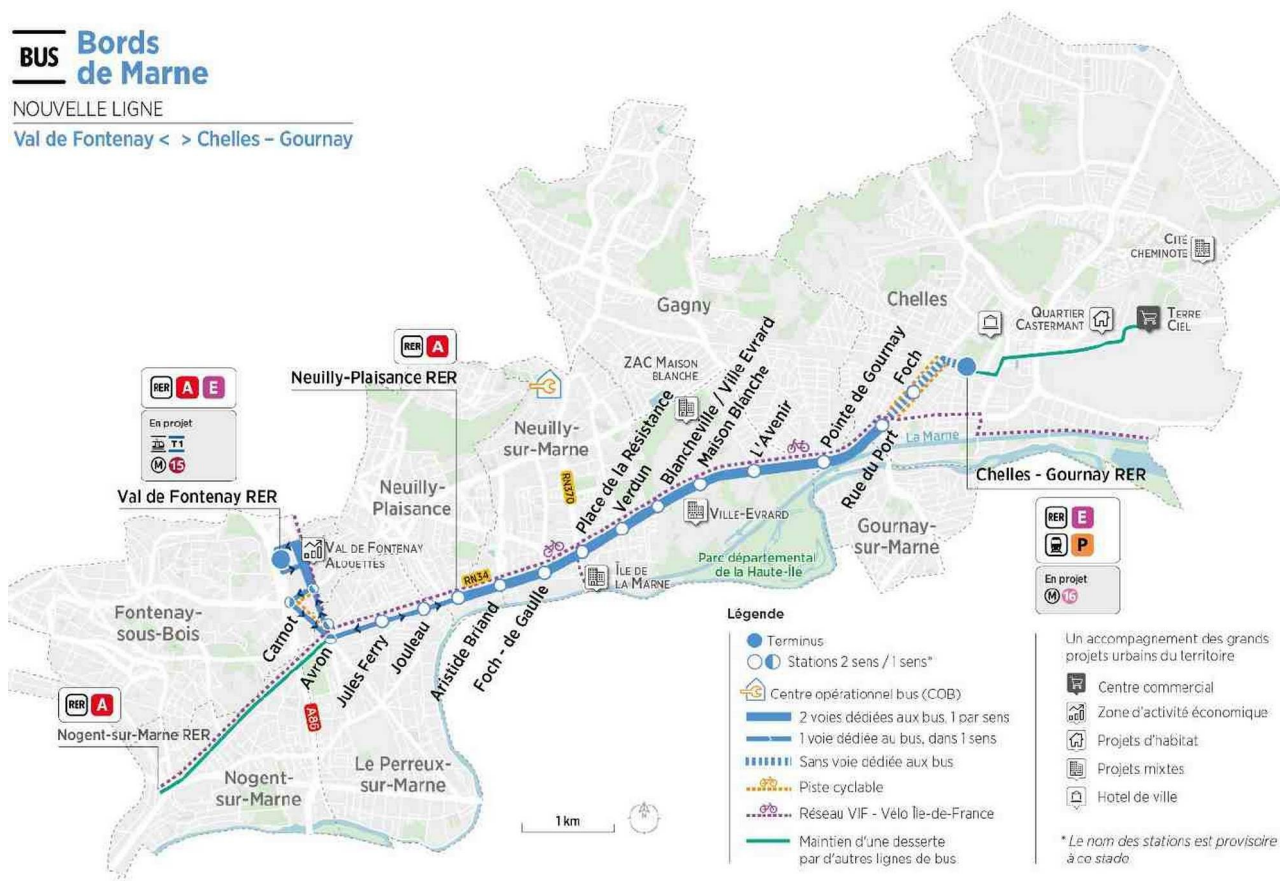 BUS
Bords
de Marne
NOUVELLE LIGNE
Val de Fontenay < > Chelles – Gournay
CITÉ
CHEMINOTE
Gagny
Chelles
QUARTIER
CASTERMANT
TERRE
CIEL
RER A
Neuilly-Plaisance RER
ZAC MAISON
BLANCHE
RER A E
En projet
T1
M 15
Val de Fontenay RER
Neuilly-
sur-Marne
Neuilly-
Plaisance
RN370
Place de la Résistance
Verdun
Blancheville / Ville Evrard
Maison Blanche
L'Avenir
Pointe de Gournay
Foch
Rue du Port
La Marne
Chelles - Gournay RER
RER E
P
En projet
M 16
VILLE-EVRARD
Gournay-
sur-Marne
VAL DE FONTENAY
ALOUETTES
Parc départemental
de la Haute-Île
ÎLE DE
LA MARNE
RN34
Fontenay-
sous-Bois
Carnot
Avron
Jules Ferry
Jouleau
Aristide Briand
Foch - de Gaulle
RER A
Nogent-sur-Marne RER
A86
Nogent-
sur-Marne
Le Perreux-
sur-Marne
1 km
Légende
Terminus
Stations 2 sens / 1 sens*
Centre opérationnel bus (COB)
2 voies dédiées aux bus, 1 par sens
1 voie dédiée au bus, dans 1 sens
Sans voie dédiée aux bus
Piste cyclable
Réseau VIF - Vélo Île-de-France
Maintien d'une desserte
par d'autres lignes de bus
Un accompagnement des grands
projets urbains du territoire
Centre commercial
Zone d'activité économique
Projets d'habitat
Projets mixtes
Hotel de ville
* Le nom des stations est provisoire
à ce stade